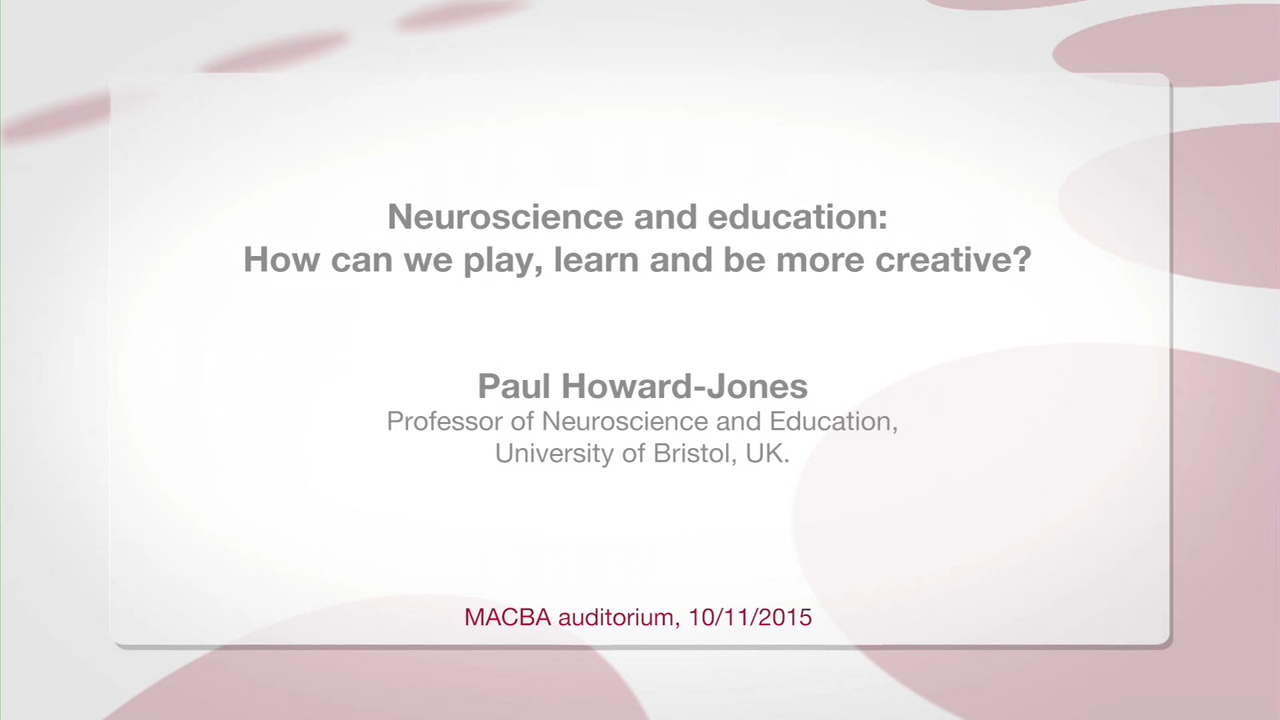 Neuroscience and education:
How can we play, learn and be more creative?
Paul Howard-Jones
Professor of Neuroscience and Education,
University of Bristol, UK.
MACBA auditorium, 10/11/2015